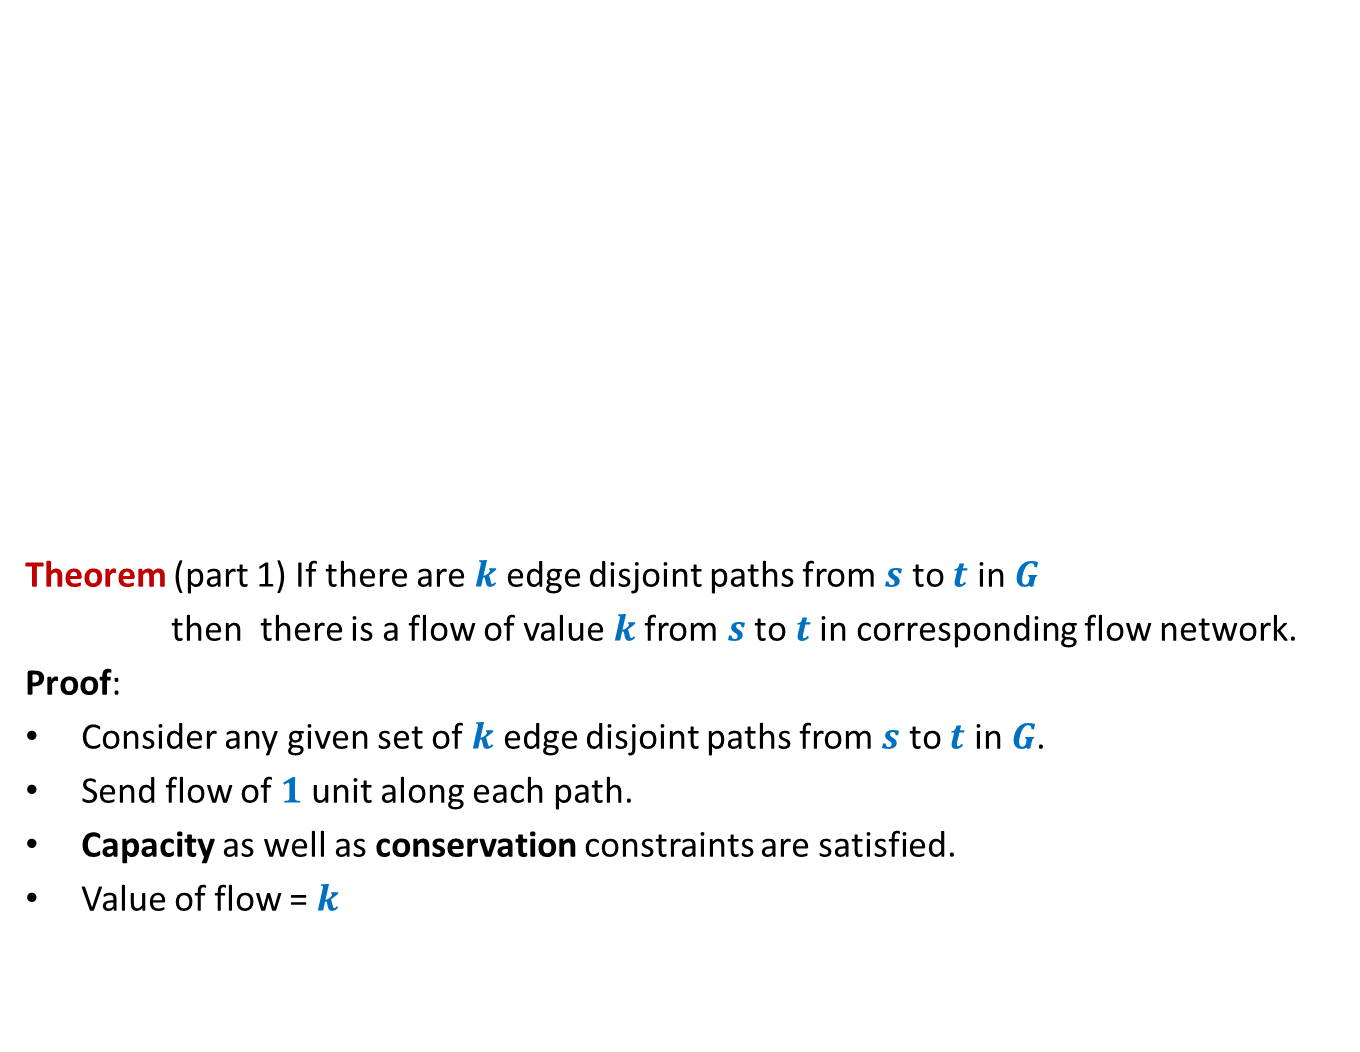 Theorem (part 1) If there are k edge disjoint paths from s to t in G
then there is a flow of value k from s to t in corresponding flow network.
Proof:
• Consider any given set of k edge disjoint paths from s to t in G.
• Send flow of 1 unit along each path.
• Capacity as well as conservation constraints are satisfied.
• Value of flow = k